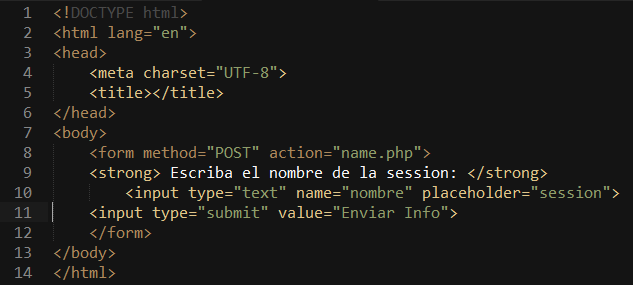 1 <!DOCTYPE html>
2 <html lang="en">
3 <head>
4 <meta charset="UTF-8">
5 <title></title>
6 </head>
7 <body>
8 <form method="POST" action="name.php">
9 <strong> Escriba el nombre de la session: </strong>
10 <input type="text" name="nombre" placeholder="session">
11 <input type="submit" value="Enviar Info">
12 </form>
13 </body>
14 </html>